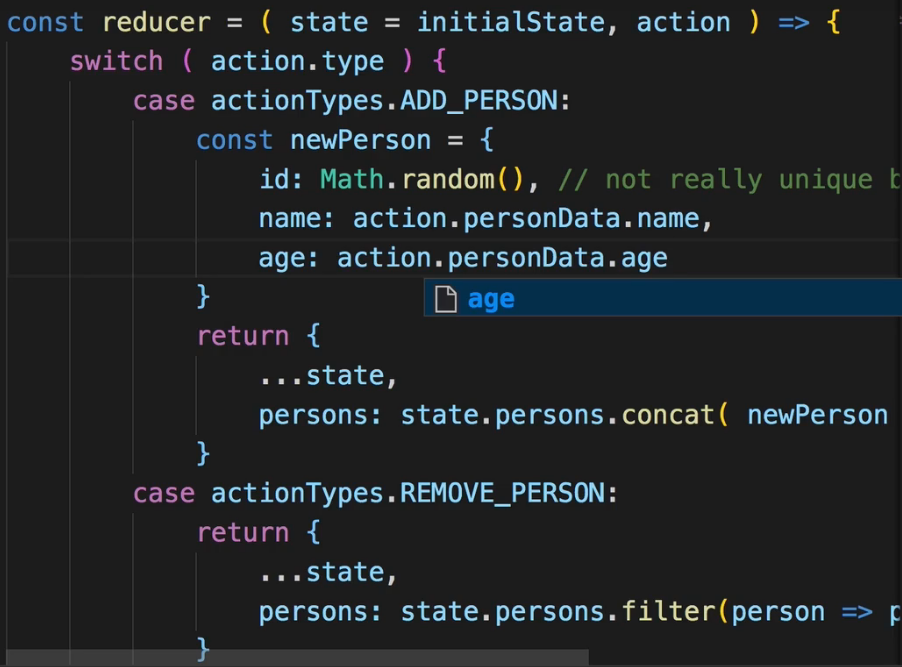 const reducer = ( state = initialState, action ) => {
switch ( action.type ) {
case actionTypes.ADD_PERSON:
const newPerson = {
id: Math.random(), // not really unique
name: action.personData.name,
age: action.personData.age
}
age
return {
...state,
persons: state.persons.concat( newPerson
}
case actionTypes.REMOVE_PERSON:
return {
...state,
persons: state.persons.filter(person =>
}